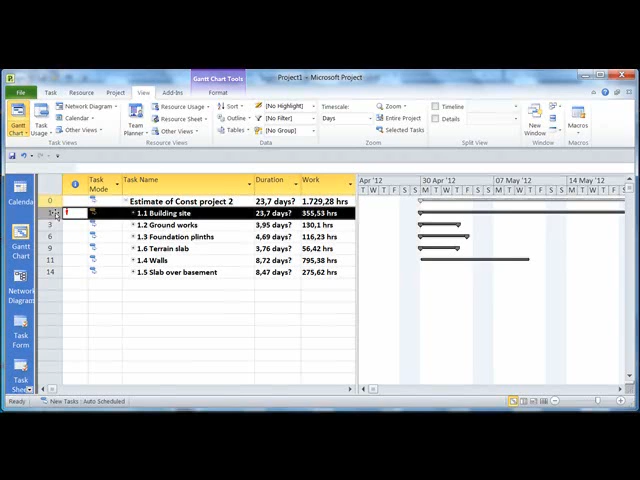 Gantt Chart Tools
Project1 - Microsoft Project
File Task Resource Project View Add-Ins Format
Gantt Chart
Task Usage
Network Diagram
Calendar
Other Views
Task Views
Team Planner
Resource Usage
Resource Sheet
Other Views
Resource Views
Sort
Outline
Tables
[No Highlight]
[No Filter]
[No Group]
Data
Timescale:
Days
Zoom
Entire Project
Selected Tasks
Zoom
Timeline
Details
Split View
New Window
Window
Macros
Macros
Task Mode Task Name Duration Work
Apr '12 30 Apr '12 07 May '12 14 May '12
T W T F S S M T W T F S S M T W T F S S M T W T F S
0 Estimate of Const project 2 23,7 days? 1.729,28 hrs
1 1.1 Building site 23,7 days? 355,53 hrs
3 1.2 Ground works 3,95 days? 130,1 hrs
6 1.3 Foundation plinths 4,69 days? 116,23 hrs
9 1.6 Terrain slab 3,76 days? 56,42 hrs
11 1.4 Walls 8,72 days? 795,38 hrs
14 1.5 Slab over basement 8,47 days? 275,62 hrs
Calenda
Gantt Chart
Network Diagram
Task Form
Task Shee
Ready New Tasks : Auto Scheduled